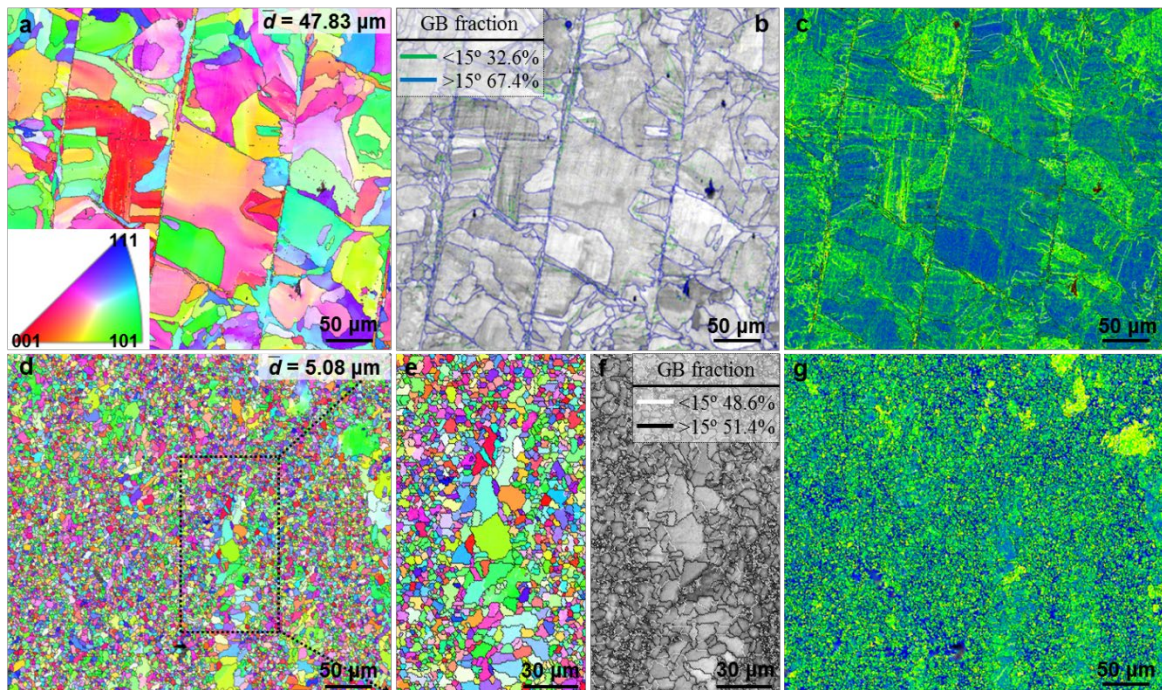 a
d̅ = 47.83 µm
111
001
101
50 µm
GB fraction
<15º 32.6%
>15º 67.4%
b
50 µm
c
50 µm
d
d̅ = 5.08 µm
50 µm
e
30 µm
f
GB fraction
<15º 48.6%
>15º 51.4%
30 µm
g
50 µm